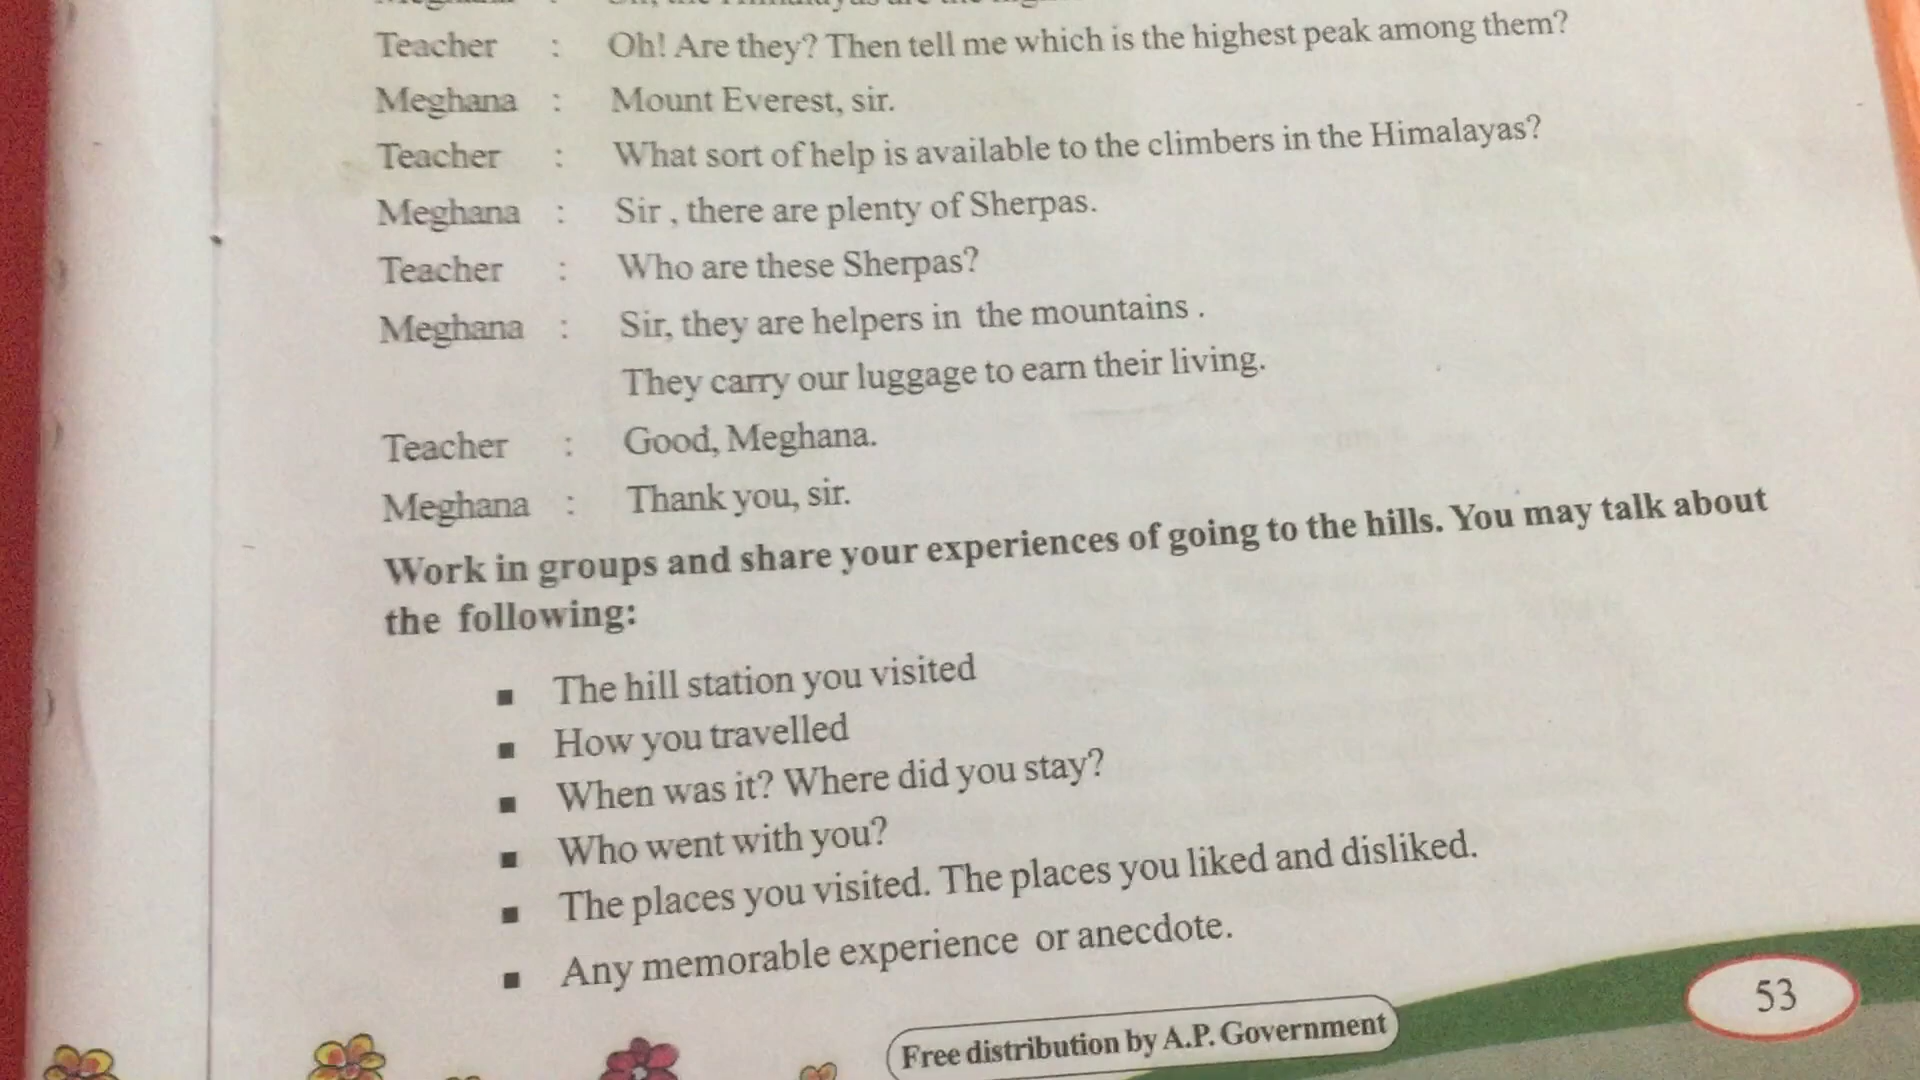 Teacher : Oh! Are they? Then tell me which is the highest peak among them?
Meghana : Mount Everest, sir.
Teacher : What sort of help is available to the climbers in the Himalayas?
Meghana : Sir , there are plenty of Sherpas.
Teacher : Who are these Sherpas?
Meghana : Sir, they are helpers in the mountains .
They carry our luggage to earn their living.
Teacher : Good, Meghana.
Meghana : Thank you, sir.
Work in groups and share your experiences of going to the hills. You may talk about
the following:
▪ The hill station you visited
▪ How you travelled
▪ When was it? Where did you stay?
▪ Who went with you?
▪ The places you visited. The places you liked and disliked.
▪ Any memorable experience or anecdote.
53
Free distribution by A.P. Government